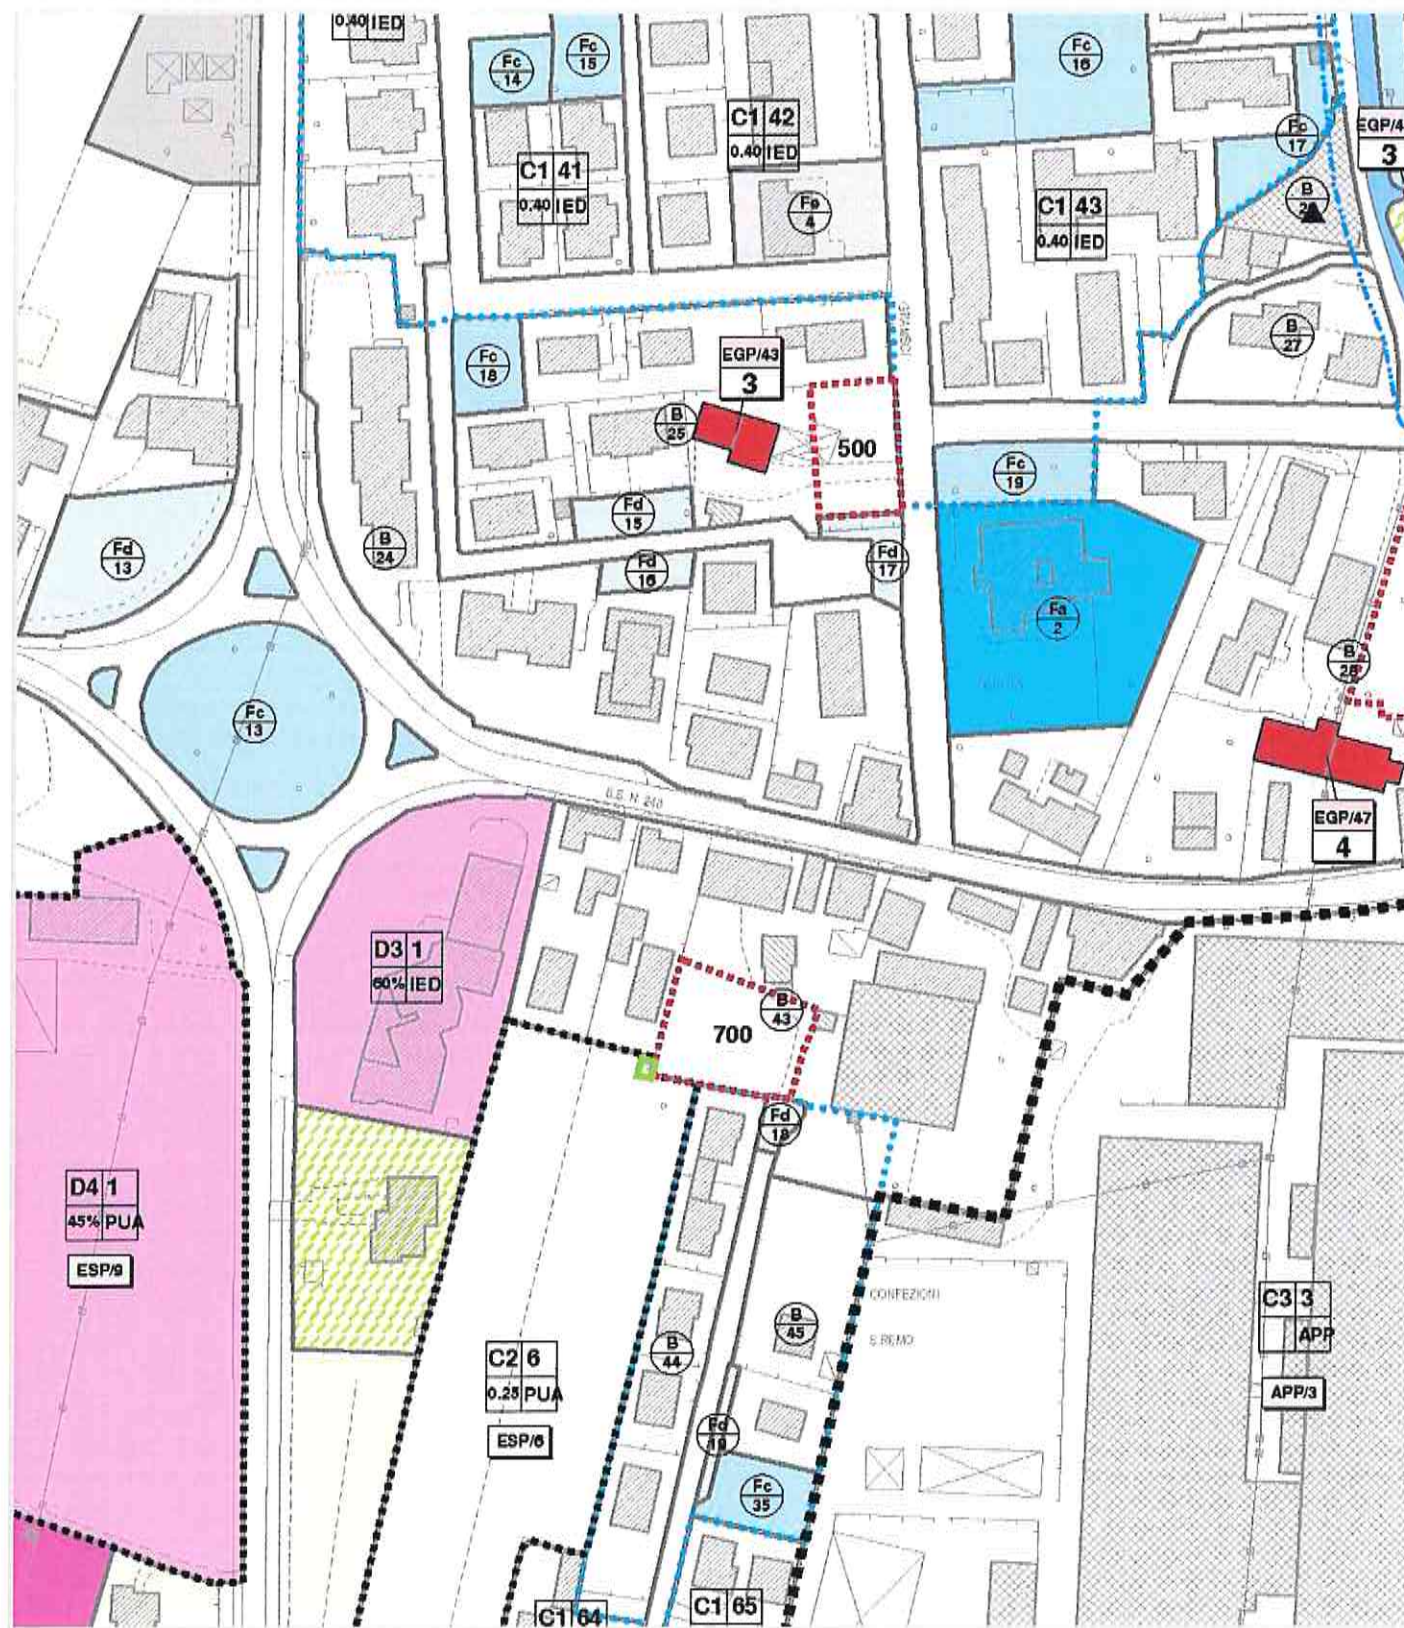 0.40 IED
Fc
14
Fc
15
Fc
16
C1 42
0.40 IED
EGP/4
3
Fc
17
C1 41
0.40 IED
Fe
4
B
C1 43
0.40 IED
B
27
Fc
18
EGP/43
3
B
25
500
Fc
19
Fd
15
B
24
Fd
13
Fd
16
Fd
17
Fa
2
B
28
Fc
13
S.S. N. 248
EGP/47
4
D3 1
60% IED
B
43
700
Fd
18
D4 1
45% PUA
ESP/9
CONFEZIONI
S.REMO
C3 3
APP
APP/3
B
45
B
44
C2 6
0.25 PUA
ESP/6
Fd
19
Fc
35
C1 64
C1 65